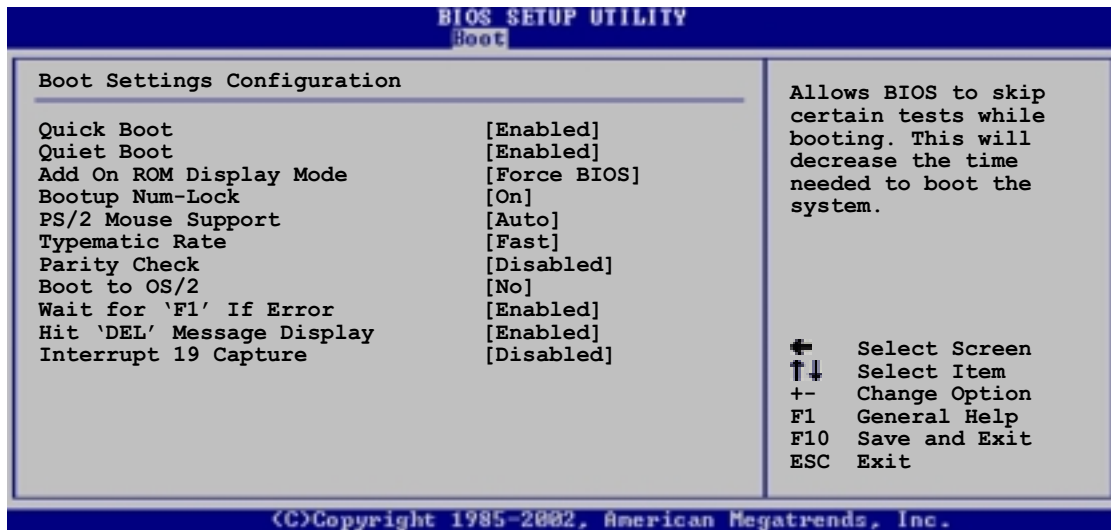 BIOS SETUP UTILITY
Boot
Boot Settings Configuration
Quick Boot [Enabled]
Quiet Boot [Enabled]
Add On ROM Display Mode [Force BIOS]
Bootup Num-Lock [On]
PS/2 Mouse Support [Auto]
Typematic Rate [Fast]
Parity Check [Disabled]
Boot to OS/2 [No]
Wait for ‘F1’ If Error [Enabled]
Hit ‘DEL’ Message Display [Enabled]
Interrupt 19 Capture [Disabled]
Allows BIOS to skip
certain tests while
booting. This will
decrease the time
needed to boot the
system.
← Select Screen
↑↓ Select Item
+- Change Option
F1 General Help
F10 Save and Exit
ESC Exit
(C)Copyright 1985-2002, American Megatrends, Inc.